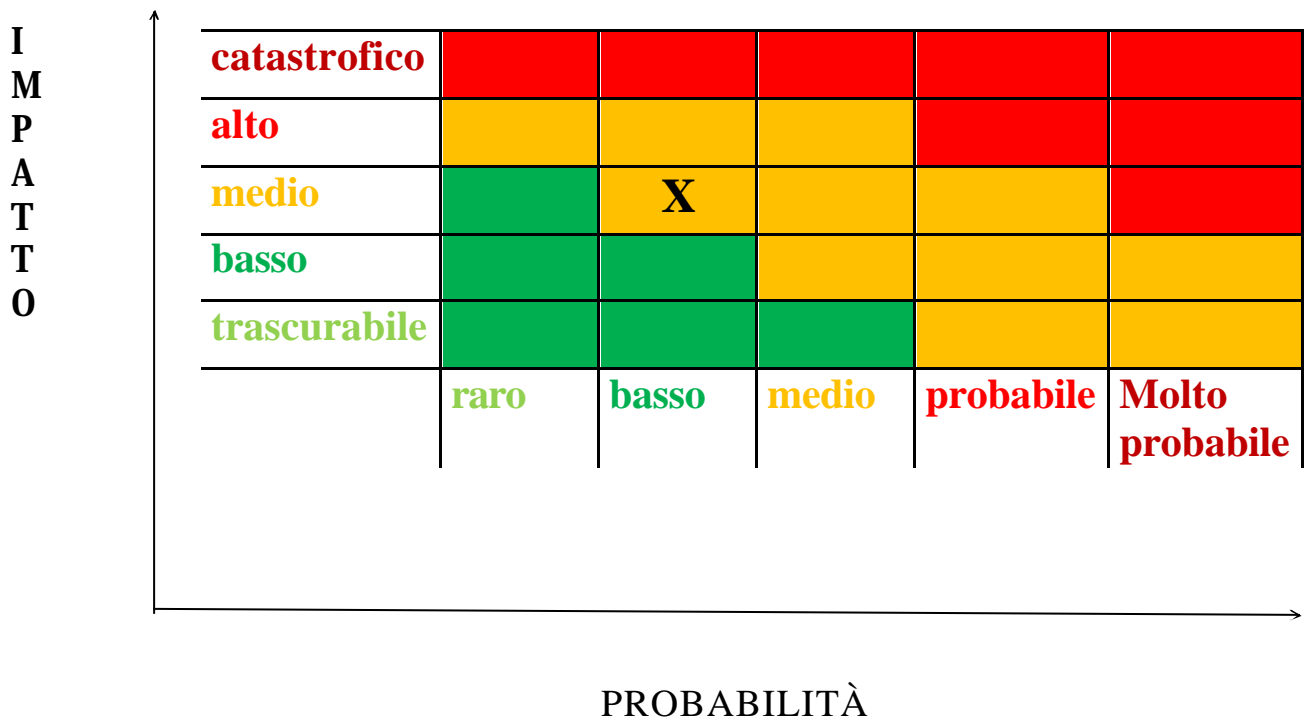 I
M
P
A
T
T
O
catastrofico
alto
medio X
basso
trascurabile
raro basso medio probabile Molto
probabile
PROBABILITÀ